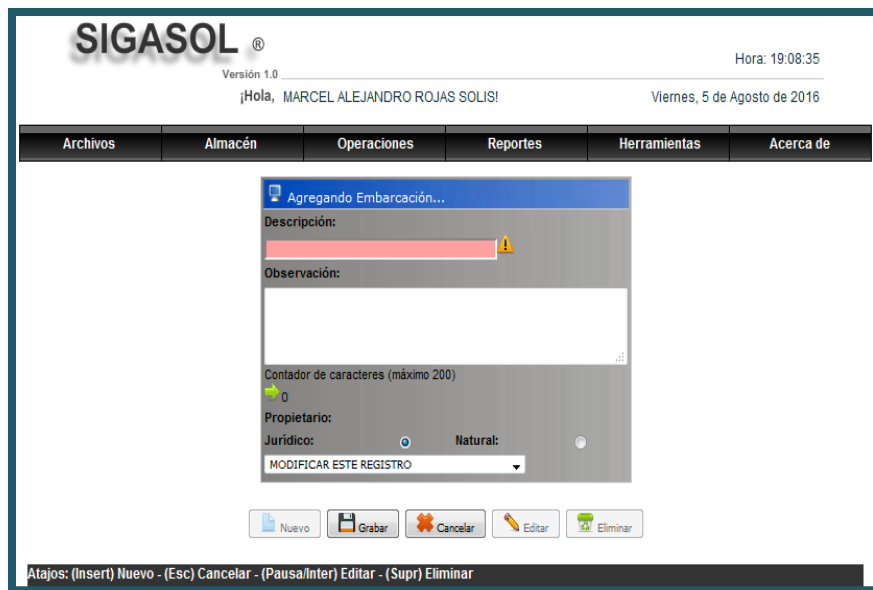 SIGASOL ®
Hora: 19:08:35
Versión 1.0
¡Hola, MARCEL ALEJANDRO ROJAS SOLIS! Viernes, 5 de Agosto de 2016
Archivos Almacén Operaciones Reportes Herramientas Acerca de
Agregando Embarcación...
Descripción:
Observación:
Contador de caracteres (máximo 200)
0
Propietario:
Jurídico: Natural:
MODIFICAR ESTE REGISTRO
Nuevo Grabar Cancelar Editar Eliminar
Atajos: (Insert) Nuevo - (Esc) Cancelar - (Pausa/Inter) Editar - (Supr) Eliminar